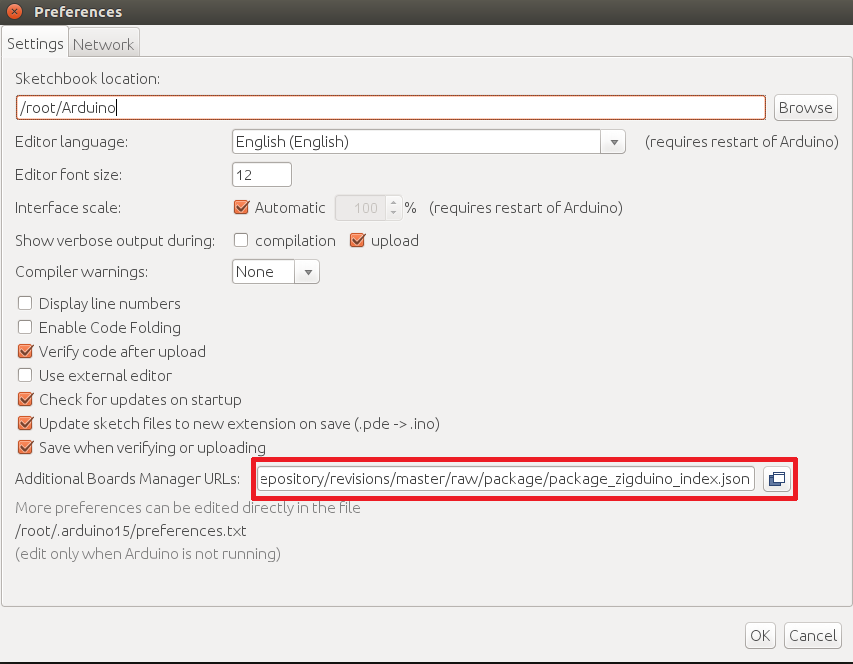 Preferences
Settings Network
Sketchbook location:
/root/Arduino Browse
Editor language: English (English) (requires restart of Arduino)
Editor font size: 12
Interface scale: Automatic 100 % (requires restart of Arduino)
Show verbose output during: compilation upload
Compiler warnings: None
Display line numbers
Enable Code Folding
Verify code after upload
Use external editor
Check for updates on startup
Update sketch files to new extension on save (.pde -> .ino)
Save when verifying or uploading
Additional Boards Manager URLs: epository/revisions/master/raw/package/package_zigduino_index.json
More preferences can be edited directly in the file
/root/.arduino15/preferences.txt
(edit only when Arduino is not running)
OK Cancel